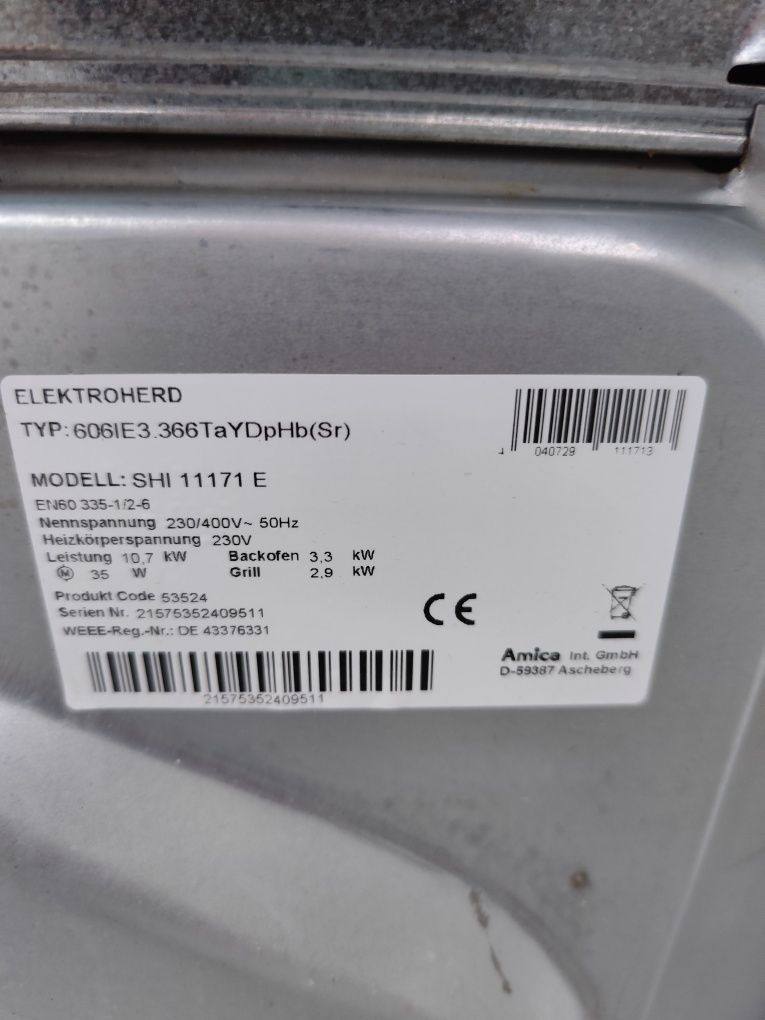 ELEKTROHERD
TYP: 606IE3.366TaYDpHb(Sr)
4 040729 111713
MODELL: SHI 11171 E
EN60 335-1/2-6
Nennspannung 230/400V~ 50Hz
Heizkörperspannung 230V
Leistung 10,7 kW Backofen 3,3 kW
M 35 W Grill 2,9 kW
Produkt Code 53524
Serien Nr. 21575352409511
WEEE-Reg.-Nr.: DE 43376331
CE
Amica Int. GmbH
D-59387 Ascheberg
21575352409511